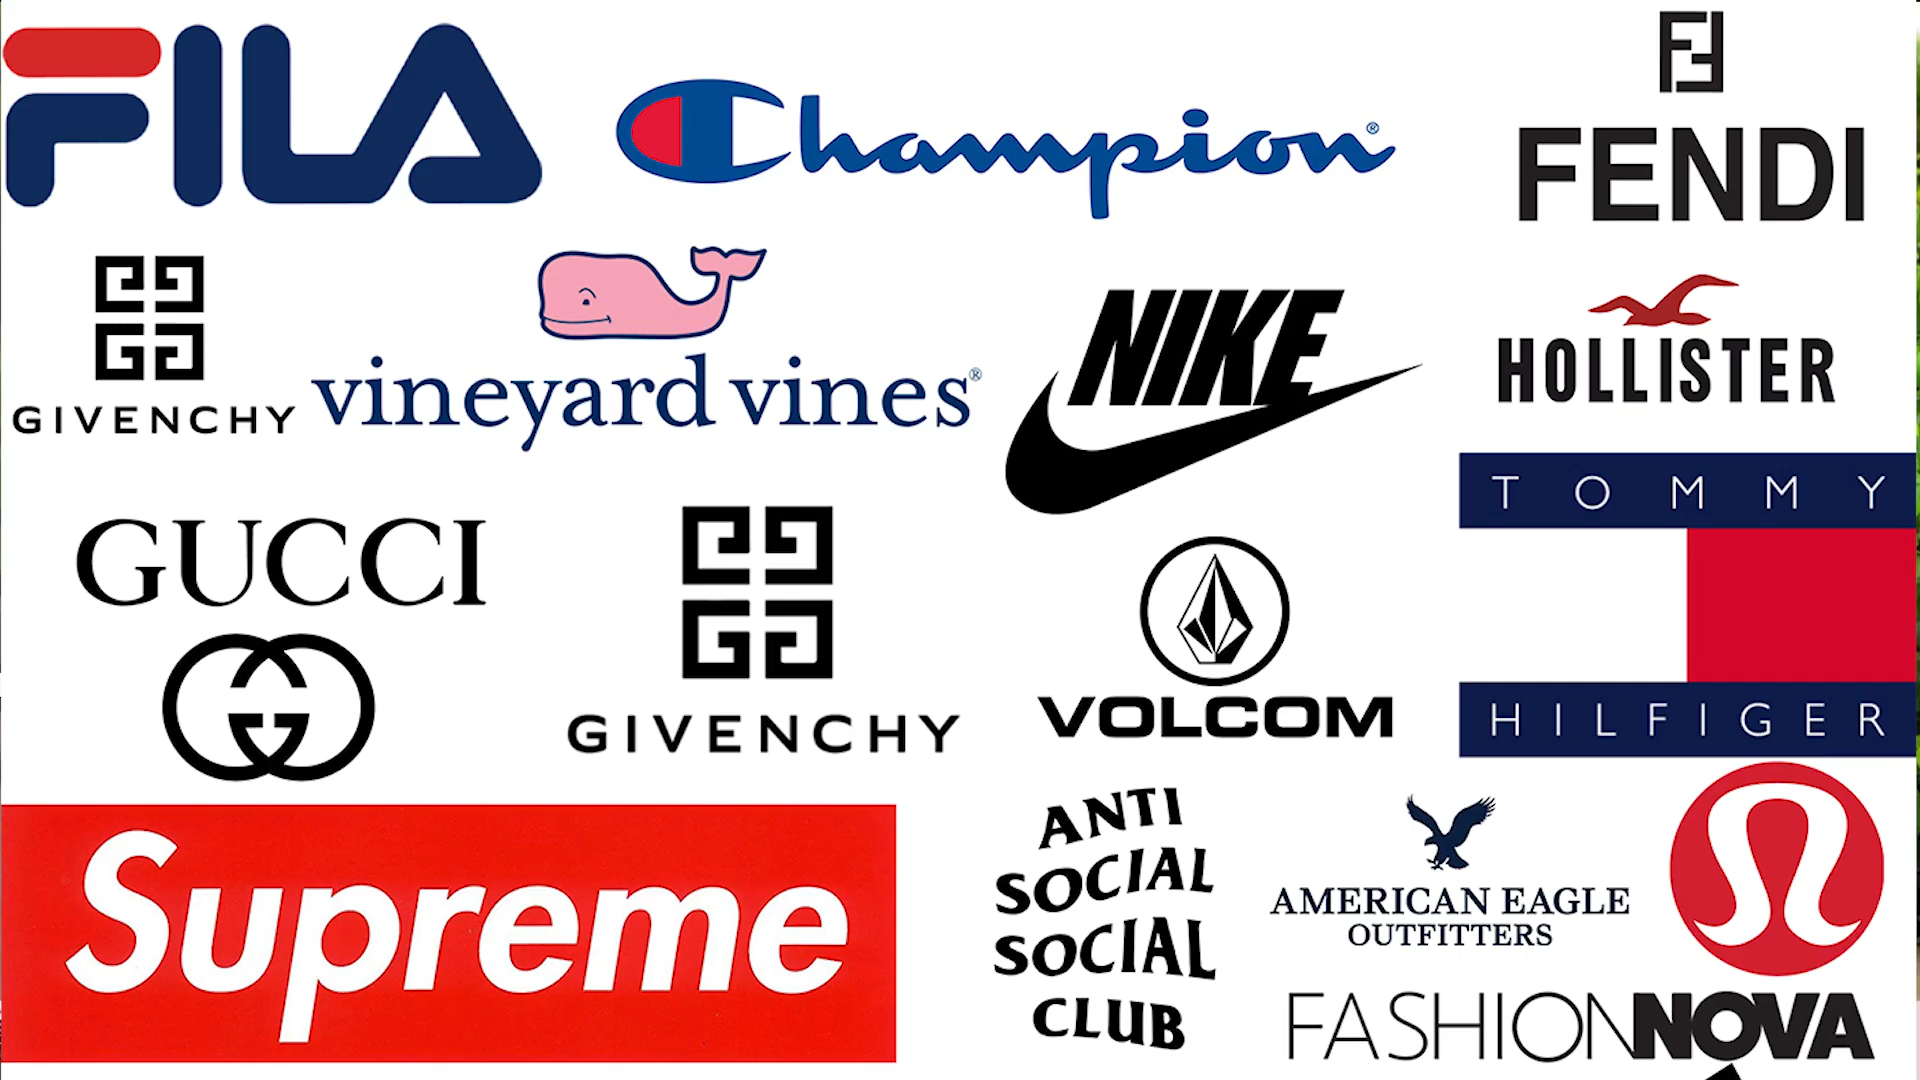 FILA
Champion®
FENDI
GIVENCHY
vineyard vines®
NIKE
HOLLISTER
TOMMY
HILFIGER
GUCCI
GIVENCHY
VOLCOM
Supreme
ANTI
SOCIAL
SOCIAL
CLUB
AMERICAN EAGLE
OUTFITTERS
FASHIONNOVA